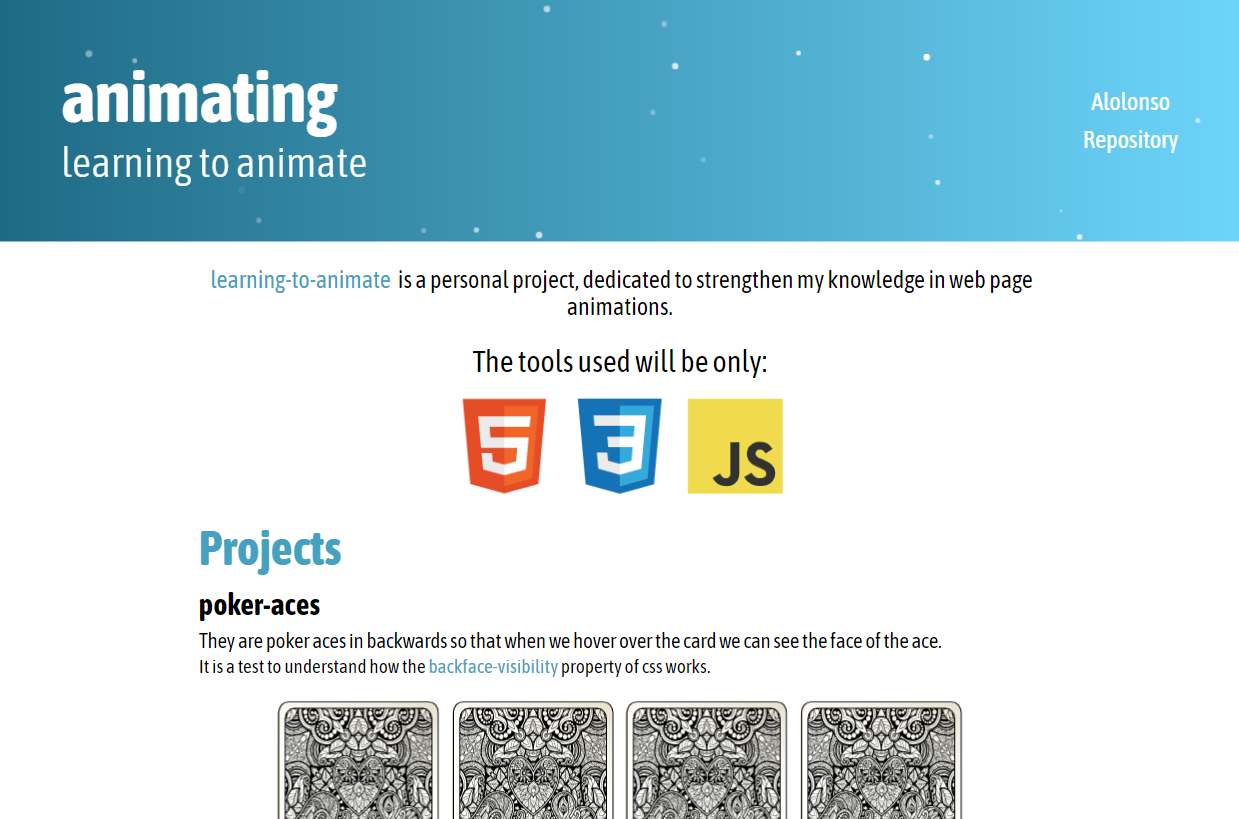 animating
learning to animate
Alolonso
Repository
learning-to-animate is a personal project, dedicated to strengthen my knowledge in web page
animations.
The tools used will be only:
5
3
JS
Projects
poker-aces
They are poker aces in backwards so that when we hover over the card we can see the face of the ace.
It is a test to understand how the backface-visibility property of css works.